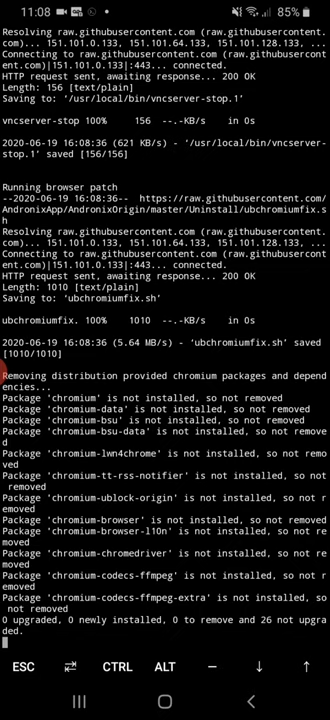 11:08
85%
Resolving raw.githubusercontent.com (raw.githubusercontent.
com)... 151.101.0.133, 151.101.64.133, 151.101.128.133, ...
Connecting to raw.githubusercontent.com (raw.githubusercontent.
com)|151.101.0.133|:443... connected.
HTTP request sent, awaiting response... 200 OK
Length: 156 [text/plain]
Saving to: ‘/usr/local/bin/vncserver-stop.1’
vncserver-stop 100% 156 --.-KB/s in 0s
2020-06-19 16:08:36 (621 KB/s) - ‘/usr/local/bin/vncserver-
stop.1’ saved [156/156]
Running browser patch
--2020-06-19 16:08:36-- https://raw.githubusercontent.com/
AndronixApp/AndronixOrigin/master/Uninstall/ubchromiumfix.s
h
Resolving raw.githubusercontent.com (raw.githubusercontent.
com)... 151.101.0.133, 151.101.64.133, 151.101.128.133, ...
Connecting to raw.githubusercontent.com (raw.githubusercontent.
com)|151.101.0.133|:443... connected.
HTTP request sent, awaiting response... 200 OK
Length: 1010 [text/plain]
Saving to: ‘ubchromiumfix.sh’
ubchromiumfix. 100% 1010 --.-KB/s in 0s
2020-06-19 16:08:36 (5.64 MB/s) - ‘ubchromiumfix.sh’ saved
[1010/1010]
Removing distribution provided chromium packages and depend
encies...
Package 'chromium' is not installed, so not removed
Package 'chromium-data' is not installed, so not removed
Package 'chromium-bsu' is not installed, so not removed
Package 'chromium-bsu-data' is not installed, so not remove
d
Package 'chromium-lwn4chrome' is not installed, so not remo
ved
Package 'chromium-tt-rss-notifier' is not installed, so not
removed
Package 'chromium-ublock-origin' is not installed, so not r
emoved
Package 'chromium-browser' is not installed, so not removed
Package 'chromium-browser-l10n' is not installed, so not re
moved
Package 'chromium-chromedriver' is not installed, so not re
moved
Package 'chromium-codecs-ffmpeg' is not installed, so not r
emoved
Package 'chromium-codecs-ffmpeg-extra' is not installed, so
not removed
0 upgraded, 0 newly installed, 0 to remove and 26 not upgra
ded.
ESC CTRL ALT